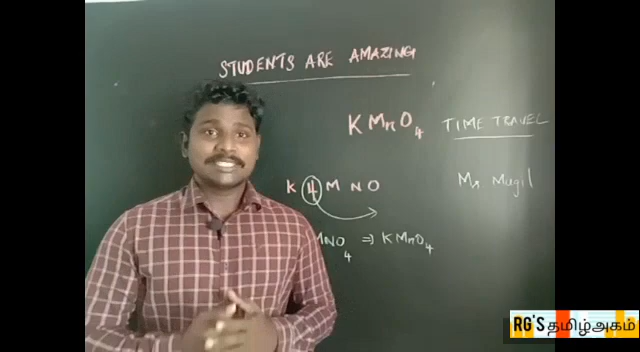 STUDENTS ARE AMAZING
KMnO4 TIME TRAVEL
K 4 M N O
Mr Mugil
MNO4 ⇒ KMnO4
RG'S தமிழ்அகம்